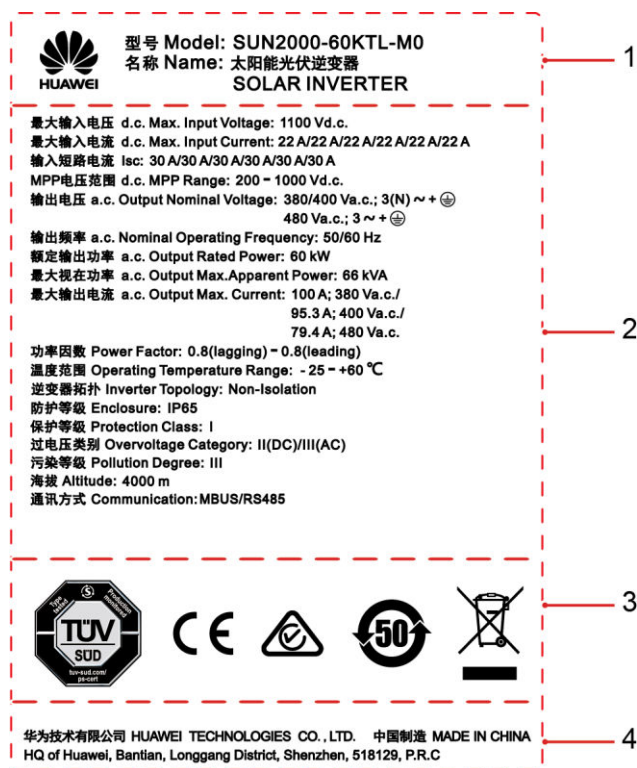 HUAWEI
型号 Model: SUN2000-60KTL-M0
名称 Name: 太阳能光伏逆变器
SOLAR INVERTER
1
最大输入电压 d.c. Max. Input Voltage: 1100 Vd.c.
最大输入电流 d.c. Max. Input Current: 22 A/22 A/22 A/22 A/22 A/22 A
输入短路电流 Isc: 30 A/30 A/30 A/30 A/30 A/30 A
MPP电压范围 d.c. MPP Range: 200 - 1000 Vd.c.
输出电压 a.c. Output Nominal Voltage: 380/400 Va.c.; 3(N) ~ + ⏚
480 Va.c.; 3 ~ + ⏚
输出频率 a.c. Nominal Operating Frequency: 50/60 Hz
额定输出功率 a.c. Output Rated Power: 60 kW
最大视在功率 a.c. Output Max.Apparent Power: 66 kVA
最大输出电流 a.c. Output Max. Current: 100 A; 380 Va.c./
95.3 A; 400 Va.c./
79.4 A; 480 Va.c.
功率因数 Power Factor: 0.8(lagging) - 0.8(leading)
温度范围 Operating Temperature Range: - 25 - +60 ℃
逆变器拓扑 Inverter Topology: Non-Isolation
防护等级 Enclosure: IP65
保护等级 Protection Class: I
过电压类别 Overvoltage Category: II(DC)/III(AC)
污染等级 Pollution Degree: III
海拔 Altitude: 4000 m
通讯方式 Communication: MBUS/RS485
2
Type tested
Production monitored
TÜV
SÜD
tuv-sud.com/
ps-cert
CE
50
3
华为技术有限公司 HUAWEI TECHNOLOGIES CO., LTD. 中国制造 MADE IN CHINA
HQ of Huawei, Bantian, Longgang District, Shenzhen, 518129, P.R.C
4